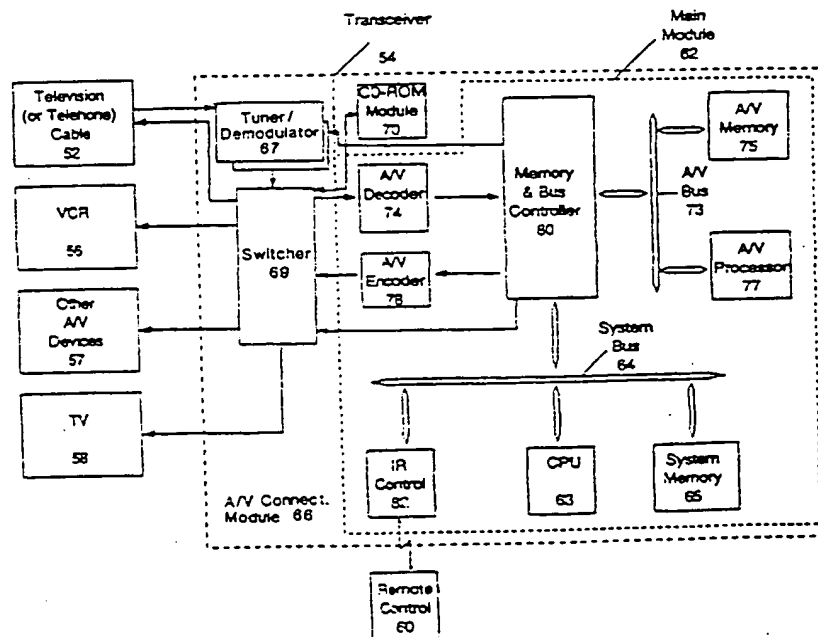 Transceiver
54
Main
Module
62
Television
(or Telehone)
Cable
52
Tuner /
Demodulator
67
CD-ROM
Module
70
A/V
Memory
75
A/V
Decoder
74
Memory
& Bus
Controller
80
A/V
Bus
73
VCR
56
Switcher
69
A/V
Encoder
78
A/V
Processor
77
Other
A/V
Devices
57
System
Bus
64
TV
58
IR
Control
82
CPU
63
System
Memory
65
A/V Connect.
Module 66
Remote
Control
60